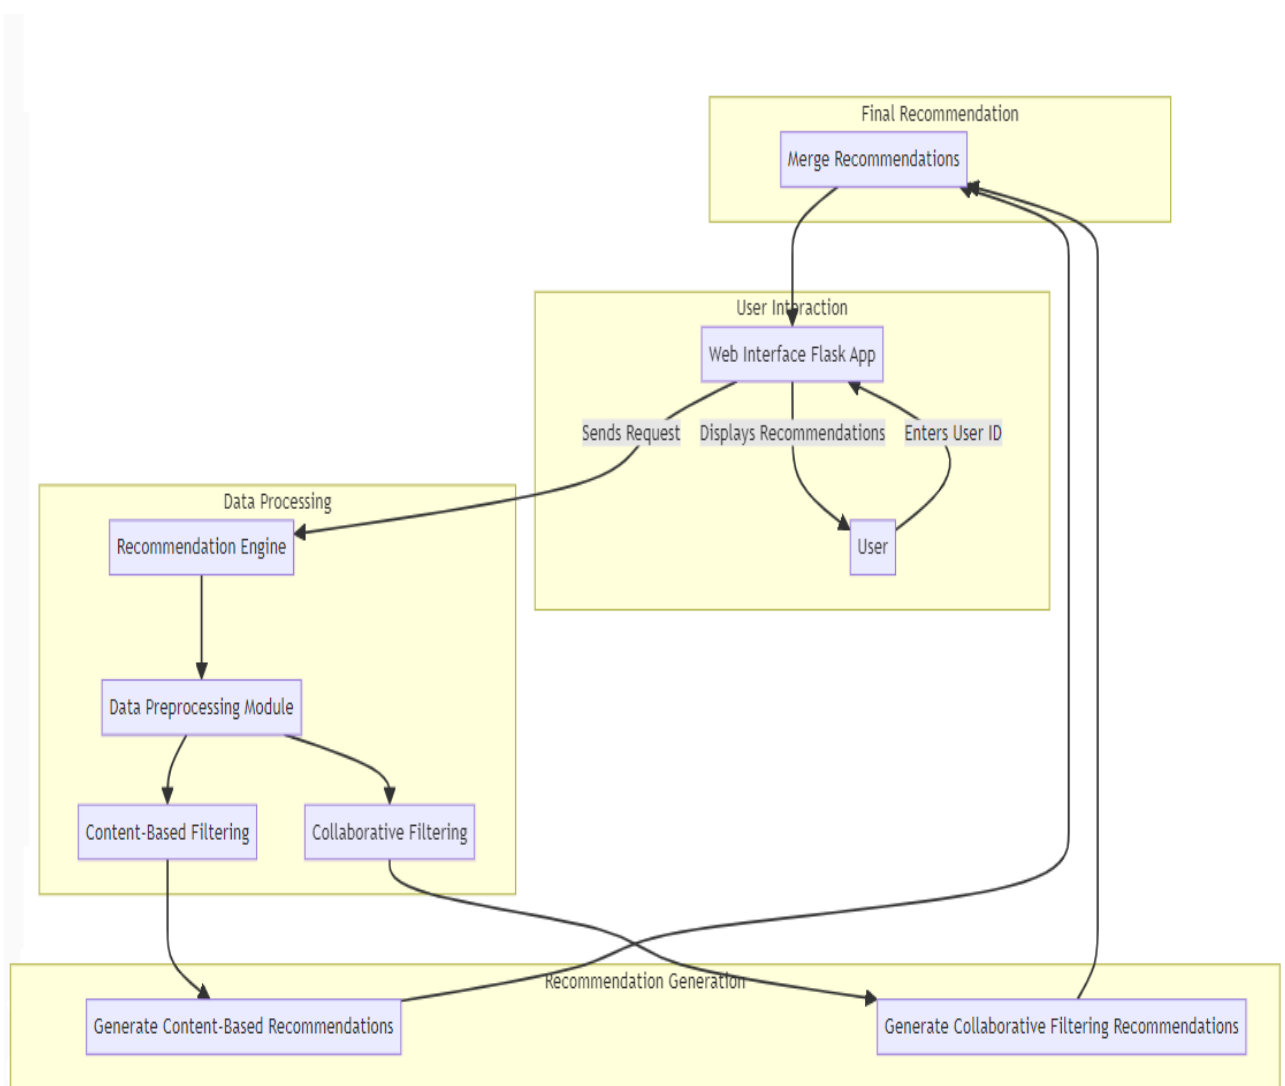 Final Recommendation
Merge Recommendations
User Interaction
Web Interface Flask App
Sends Request
Displays Recommendations
Enters User ID
Data Processing
Recommendation Engine
User
Data Preprocessing Module
Content-Based Filtering
Collaborative Filtering
Recommendation Generation
Generate Content-Based Recommendations
Generate Collaborative Filtering Recommendations